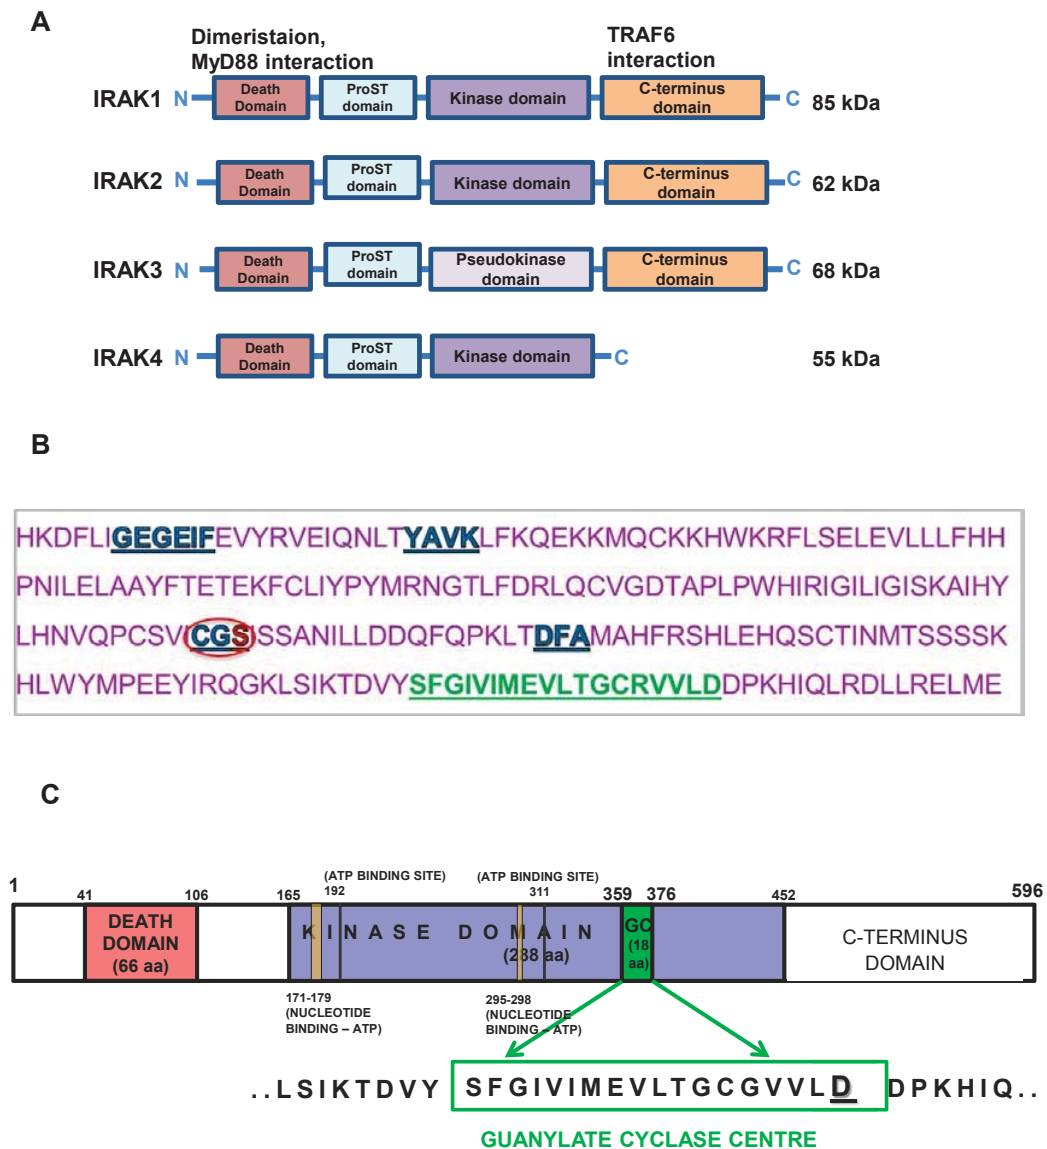 A
Dimeristaion,
MyD88 interaction
TRAF6
interaction
IRAK1 N Death Domain ProST domain Kinase domain C-terminus domain C 85 kDa
IRAK2 N Death Domain ProST domain Kinase domain C-terminus domain C 62 kDa
IRAK3 N Death Domain ProST domain Pseudokinase domain C-terminus domain C 68 kDa
IRAK4 N Death Domain ProST domain Kinase domain C 55 kDa
B
HKDFLIGEGEIFEVYRVEIQNLTYAVKLFKQEKKMQCKKHWKRFLSELEVLLLFHH
PNILELAAYFTETEKFCLIYPYMRNGTLFDRLQCVGDTAPLPWHIRIGILIGISKAIHY
LHNVQPCSVICGSISSANILLDDQFQPKLTDFAMAHFRSHLEHQSCTINMTSSSSK
HLWYMPEEYIRQGKLSIKTDVYSFGIVIMEVLTGCRVVLDDPKHIQLRDLLRELME
C
(ATP BINDING SITE) (ATP BINDING SITE)
1 41 106 165 192 311 359 376 452 596
DEATH
DOMAIN
(66 aa)
KINASE DOMAIN
(288 aa)
GC
(18
aa)
C-TERMINUS
DOMAIN
171-179
(NUCLEOTIDE
BINDING – ATP)
295-298
(NUCLEOTIDE
BINDING – ATP)
..LSIKTDVY SFGIVIMEVLTGCGVVLD DPKHIQ..
GUANYLATE CYCLASE CENTRE